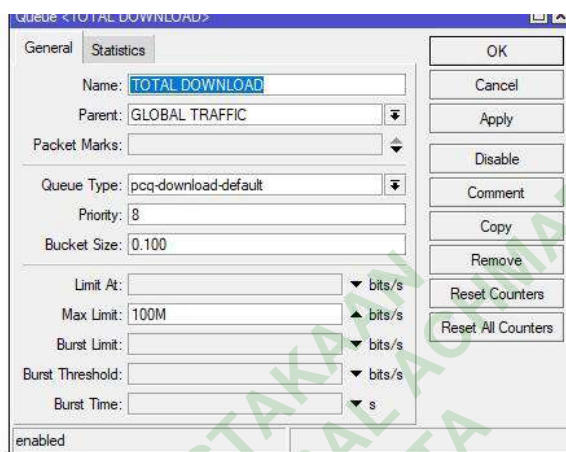 Queue <TOTAL DOWNLOAD>
General Statistics
OK
Name: TOTAL DOWNLOAD
Cancel
Parent: GLOBAL TRAFFIC
Apply
Packet Marks:
Disable
Queue Type: pcq-download-default
Comment
Priority: 8
Copy
Bucket Size: 0.100
Remove
Limit At: bits/s
Reset Counters
Max Limit: 100M bits/s
Reset All Counters
Burst Limit: bits/s
Burst Threshold: bits/s
Burst Time: s
enabled